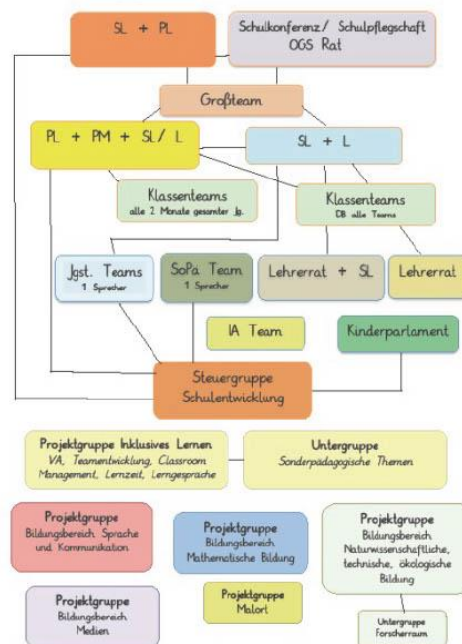 SL + PL
Schulkonferenz/ Schulpflegschaft
OGS Rat
Großteam
PL + PM + SL/ L
SL + L
Klassenteams
alle 2 Monate gesamter Jg.
Klassenteams
DB alle Teams
Jgst. Teams
1 Sprecher
SoPa Team
1 Sprecher
Lehrerrat + SL
Lehrerrat
IA Team
Kinderparlament
Steuergruppe
Schulentwicklung
Projektgruppe Inklusives Lernen
VA, Teamentwicklung, Classroom
Management, Lernzeit, Lerngespräche
Untergruppe
Sonderpädagogische Themen
Projektgruppe
Bildungsbereich Sprache
und Kommunikation
Projektgruppe
Bildungsbereich
Mathematische Bildung
Projektgruppe
Bildungsbereich
Naturwissenschaftliche,
technische, ökologische
Bildung
Projektgruppe
Bildungsbereich
Medien
Projektgruppe
Malort
Untergruppe
Forscherraum